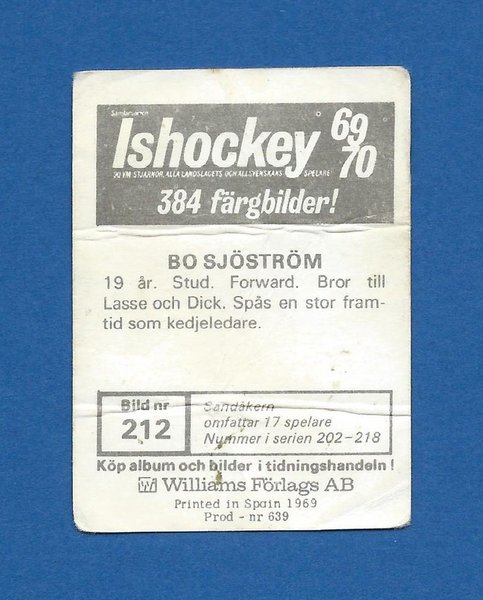 Samlarserien
Ishockey 69
70
20 VM-STJÄRNOR, ALLA LANDSLAGETS OCH ALLSVENSKANS SPELARE!
384 färgbilder!
BO SJÖSTRÖM
19 år. Stud. Forward. Bror till
Lasse och Dick. Spås en stor fram-
tid som kedjeledare.
Bild nr
212
Sandåkern
omfattar 17 spelare
Nummer i serien 202–218
Köp album och bilder i tidningshandeln!
W Williams Förlags AB
Printed in Spain 1969
Prod - nr 639